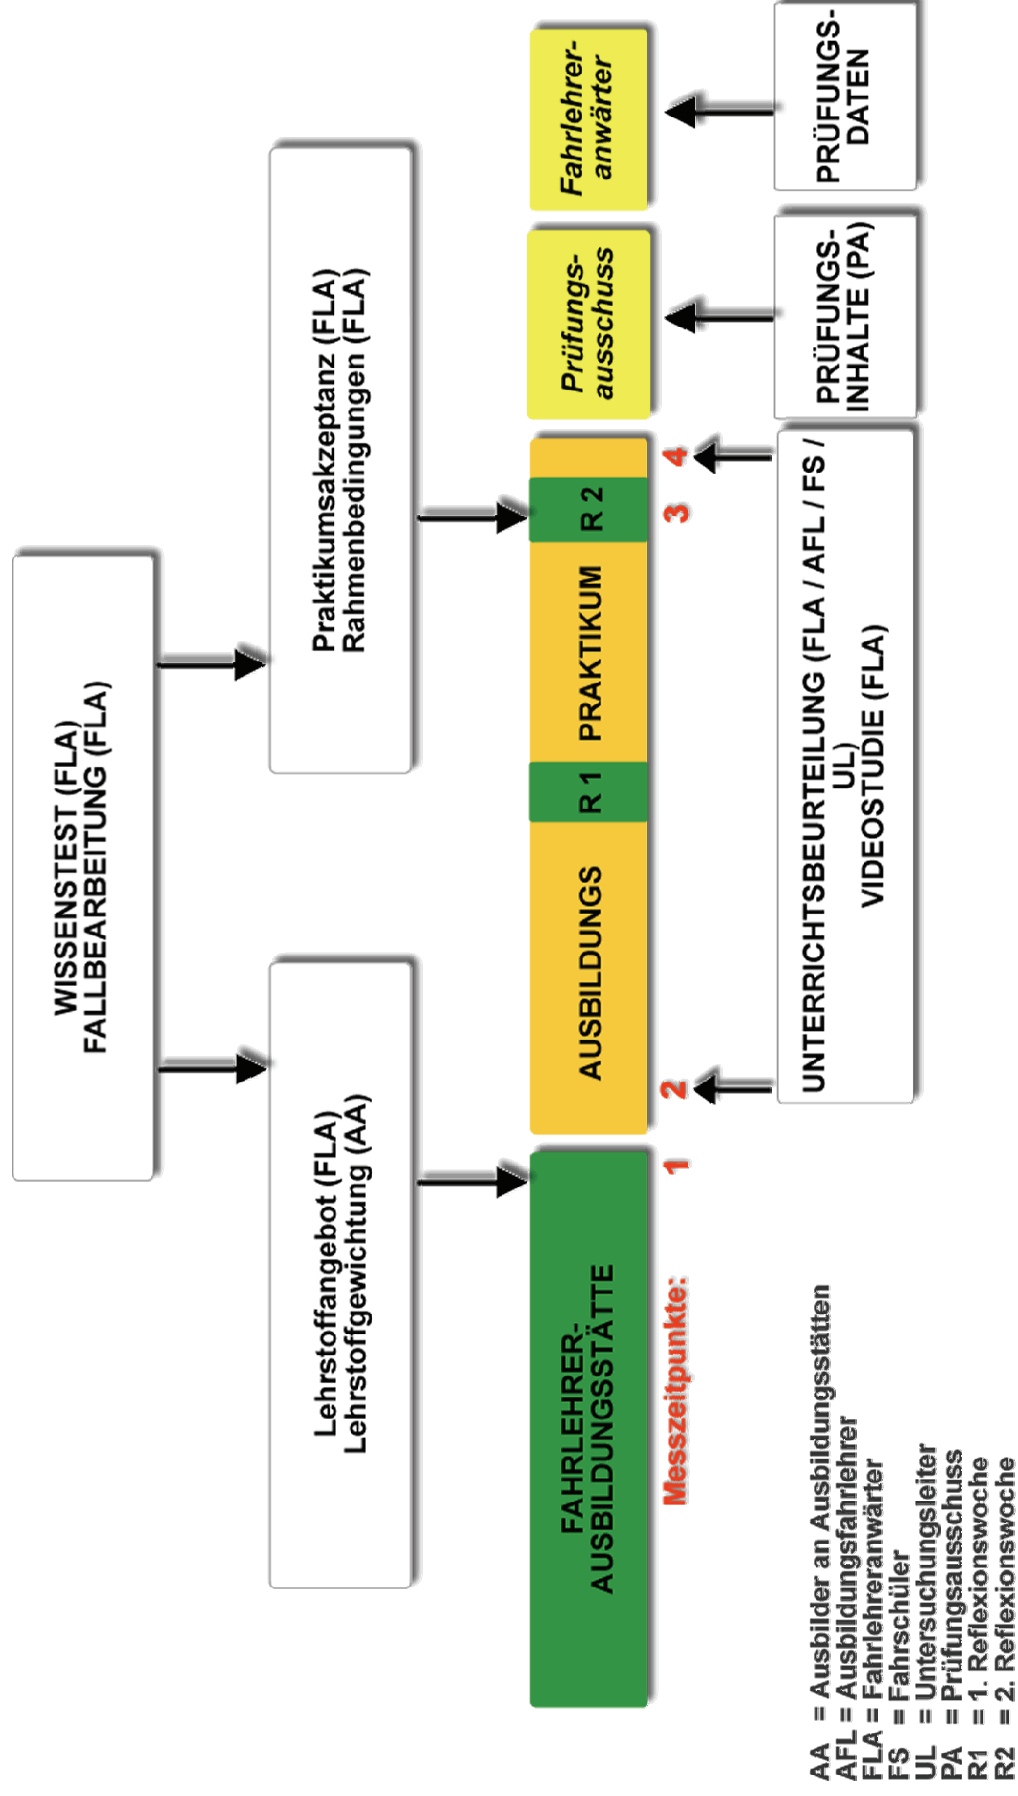 WISSENSTEST (FLA)
FALLBEARBEITUNG (FLA)
Lehrstoffangebot (FLA)
Lehrstoffgewichtung (AA)
Praktikumsakzeptanz (FLA)
Rahmenbedingungen (FLA)
FAHRLEHRER-
AUSBILDUNGSSTÄTTE
AUSBILDUNGS
R 1
PRAKTIKUM
R 2
Prüfungs-
ausschuss
Fahrlehrer-
anwärter
Messzeitpunkte:
1
2
3
4
UNTERRICHTSBEURTEILUNG (FLA / AFL / FS /
UL)
VIDEOSTUDIE (FLA)
PRÜFUNGS-
INHALTE (PA)
PRÜFUNGS-
DATEN
AA = Ausbilder an Ausbildungsstätten
AFL = Ausbildungsfahrlehrer
FLA = Fahrlehreranwärter
FS = Fahrschüler
UL = Untersuchungsleiter
PA = Prüfungsausschuss
R1 = 1. Reflexionswoche
R2 = 2. Reflexionswoche